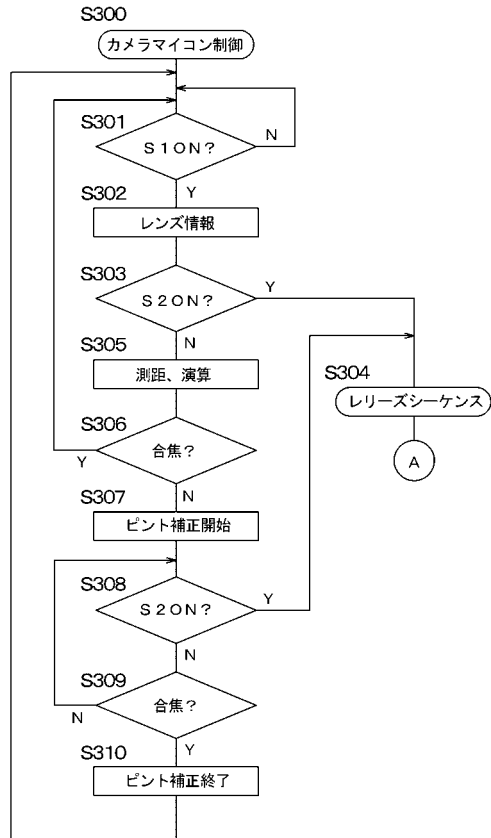 S300
カメラマイコン制御
S301
S1ON?
N
Y
S302
レンズ情報
S303
S2ON?
Y
N
S305
測距、演算
S304
レリーズシーケンス
A
S306
合焦?
Y
N
S307
ピント補正開始
S308
S2ON?
Y
N
S309
合焦?
N
Y
S310
ピント補正終了